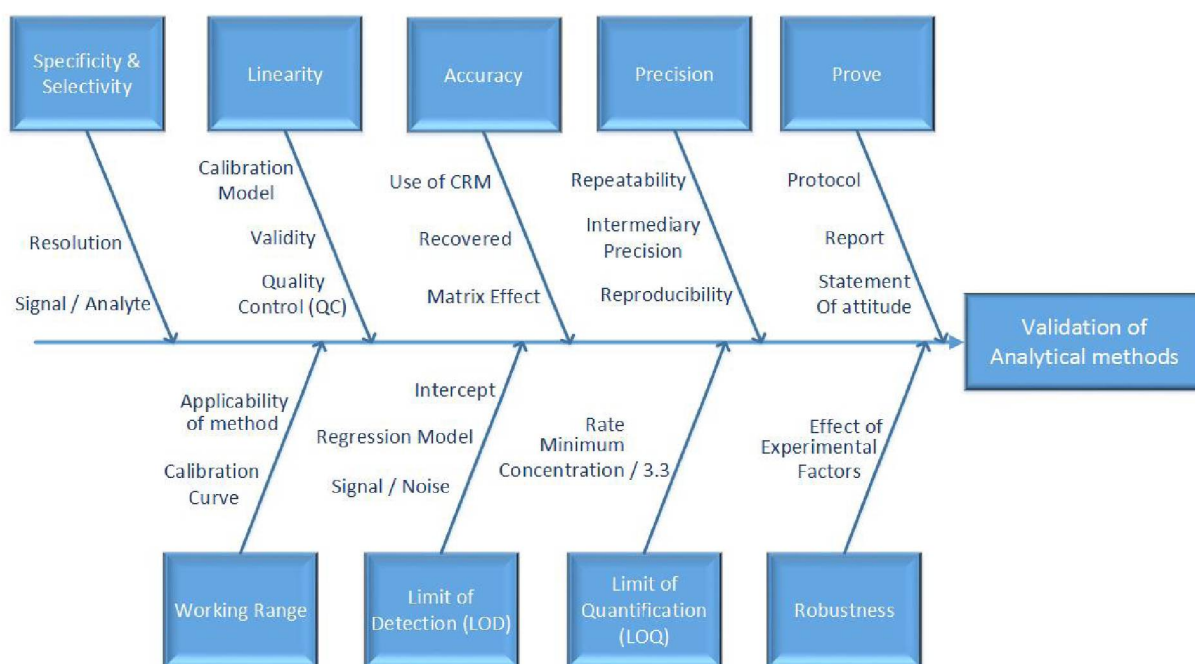 Specificity &
Selectivity
Linearity
Accuracy
Precision
Prove
Calibration
Model
Validity
Quality
Control (QC)
Use of CRM
Recovered
Matrix Effect
Repeatability
Intermediary
Precision
Reproducibility
Protocol
Report
Statement
Of attitude
Resolution
Signal / Analyte
Validation of
Analytical methods
Applicability
of method
Calibration
Curve
Intercept
Regression Model
Signal / Noise
Rate
Minimum
Concentration / 3.3
Effect of
Experimental
Factors
Working Range
Limit of
Detection (LOD)
Limit of
Quantification
(LOQ)
Robustness